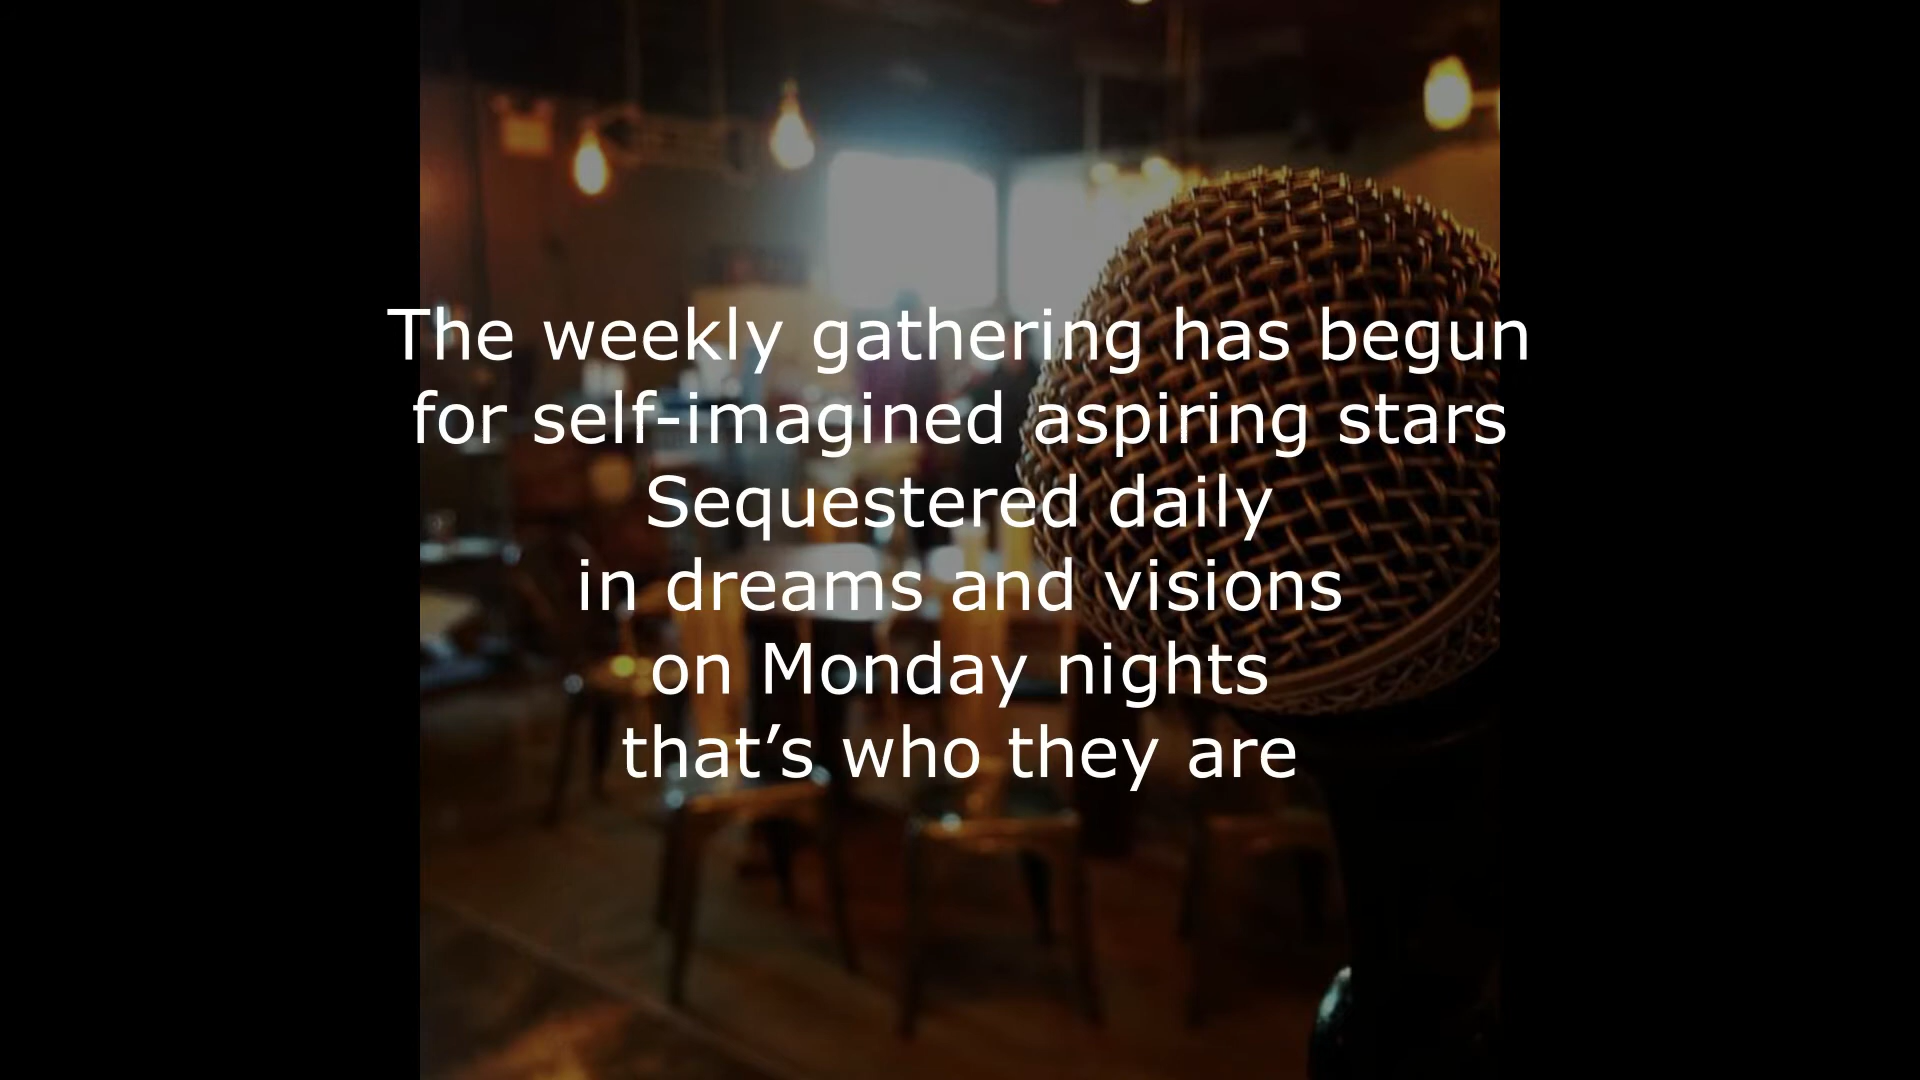 The weekly gathering has begun
for self-imagined aspiring stars
Sequestered daily
in dreams and visions
on Monday nights
that’s who they are